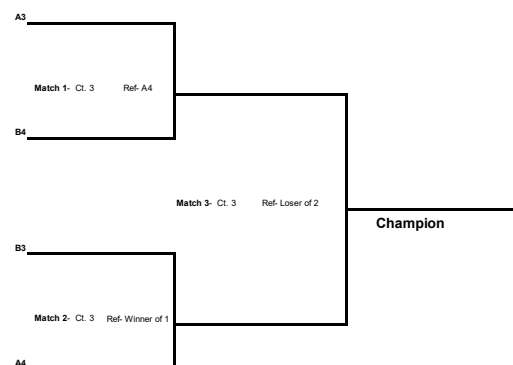 A3
Match 1- Ct. 3 Ref- A4
B4
Match 3- Ct. 3 Ref- Loser of 2
Champion
B3
Match 2- Ct. 3 Ref- Winner of 1
A4